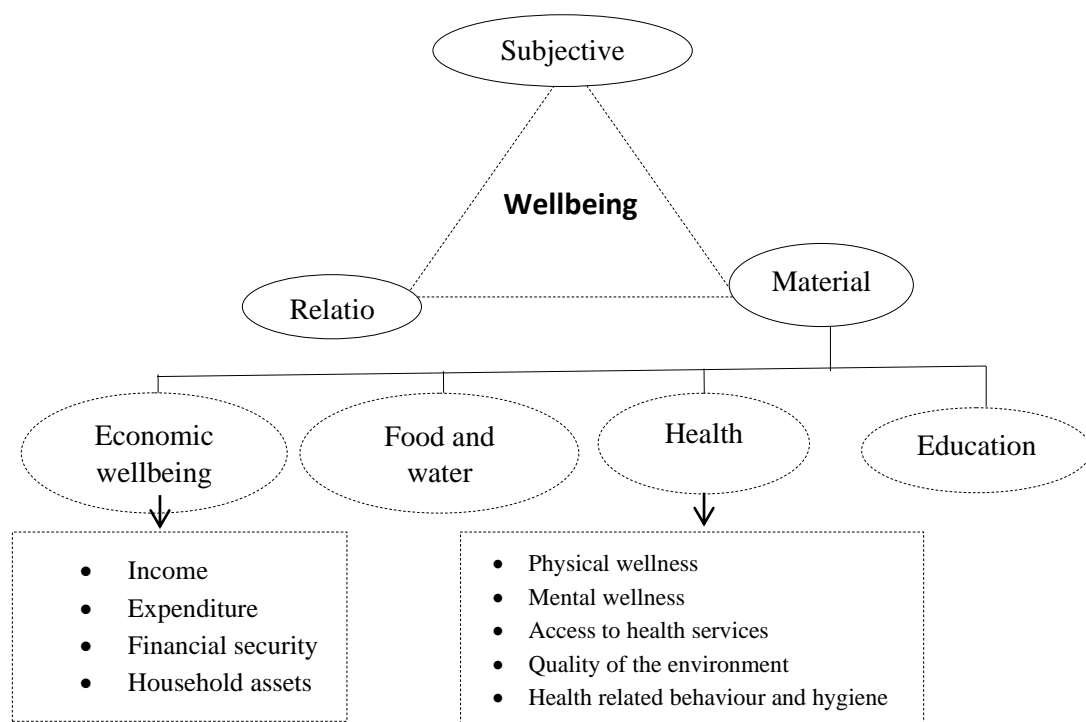 Subjective
Wellbeing
Material
Relatio
Economic
wellbeing
Food and
water
Health
Education
• Income
• Expenditure
• Financial security
• Household assets
• Physical wellness
• Mental wellness
• Access to health services
• Quality of the environment
• Health related behaviour and hygiene